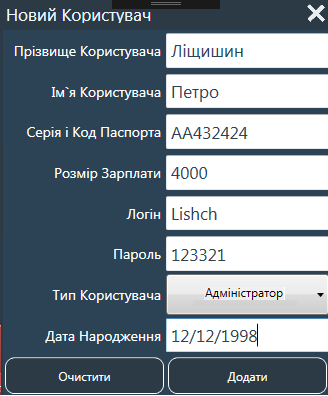 Новий Користувач
Прізвище Користувача Ліщишин
Ім`я Користувача Петро
Серія і Код Паспорта АА432424
Розмір Зарплати 4000
Логін Lishch
Пароль 123321
Тип Користувача Адміністратор
Дата Народження 12/12/1998
Очистити Додати